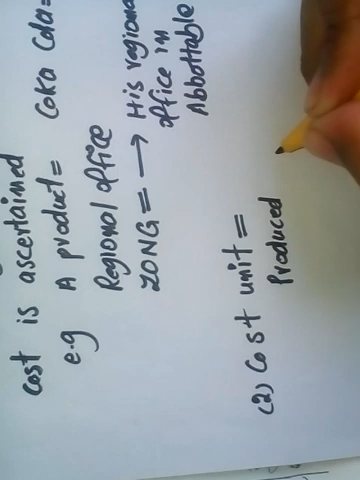 Cost is ascertained
e.g A product = Coka Cola =
Regional office
ZONG = → His regional
office in
Abbottable
(2) Cost unit =
Produced